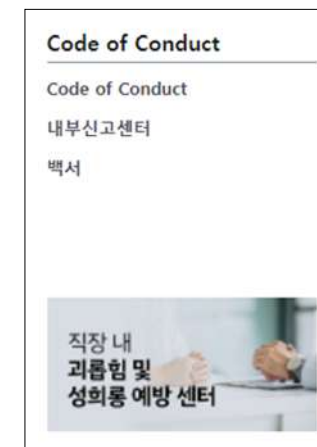 Code of Conduct
Code of Conduct
내부신고센터
백서
직장 내
괴롭힘 및
성희롱 예방 센터